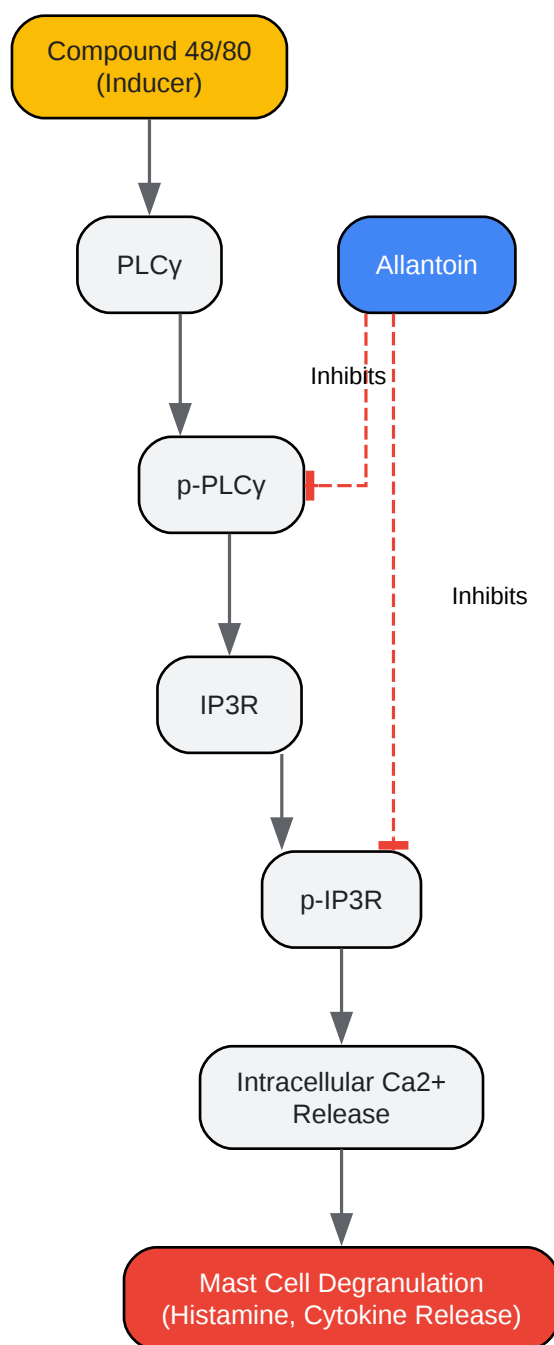 Compound 48/80
(Inducer)
PLCγ
Allantoin
Inhibits
p-PLCγ
Inhibits
IP3R
p-IP3R
Intracellular Ca2+
Release
Mast Cell Degranulation
(Histamine, Cytokine Release)